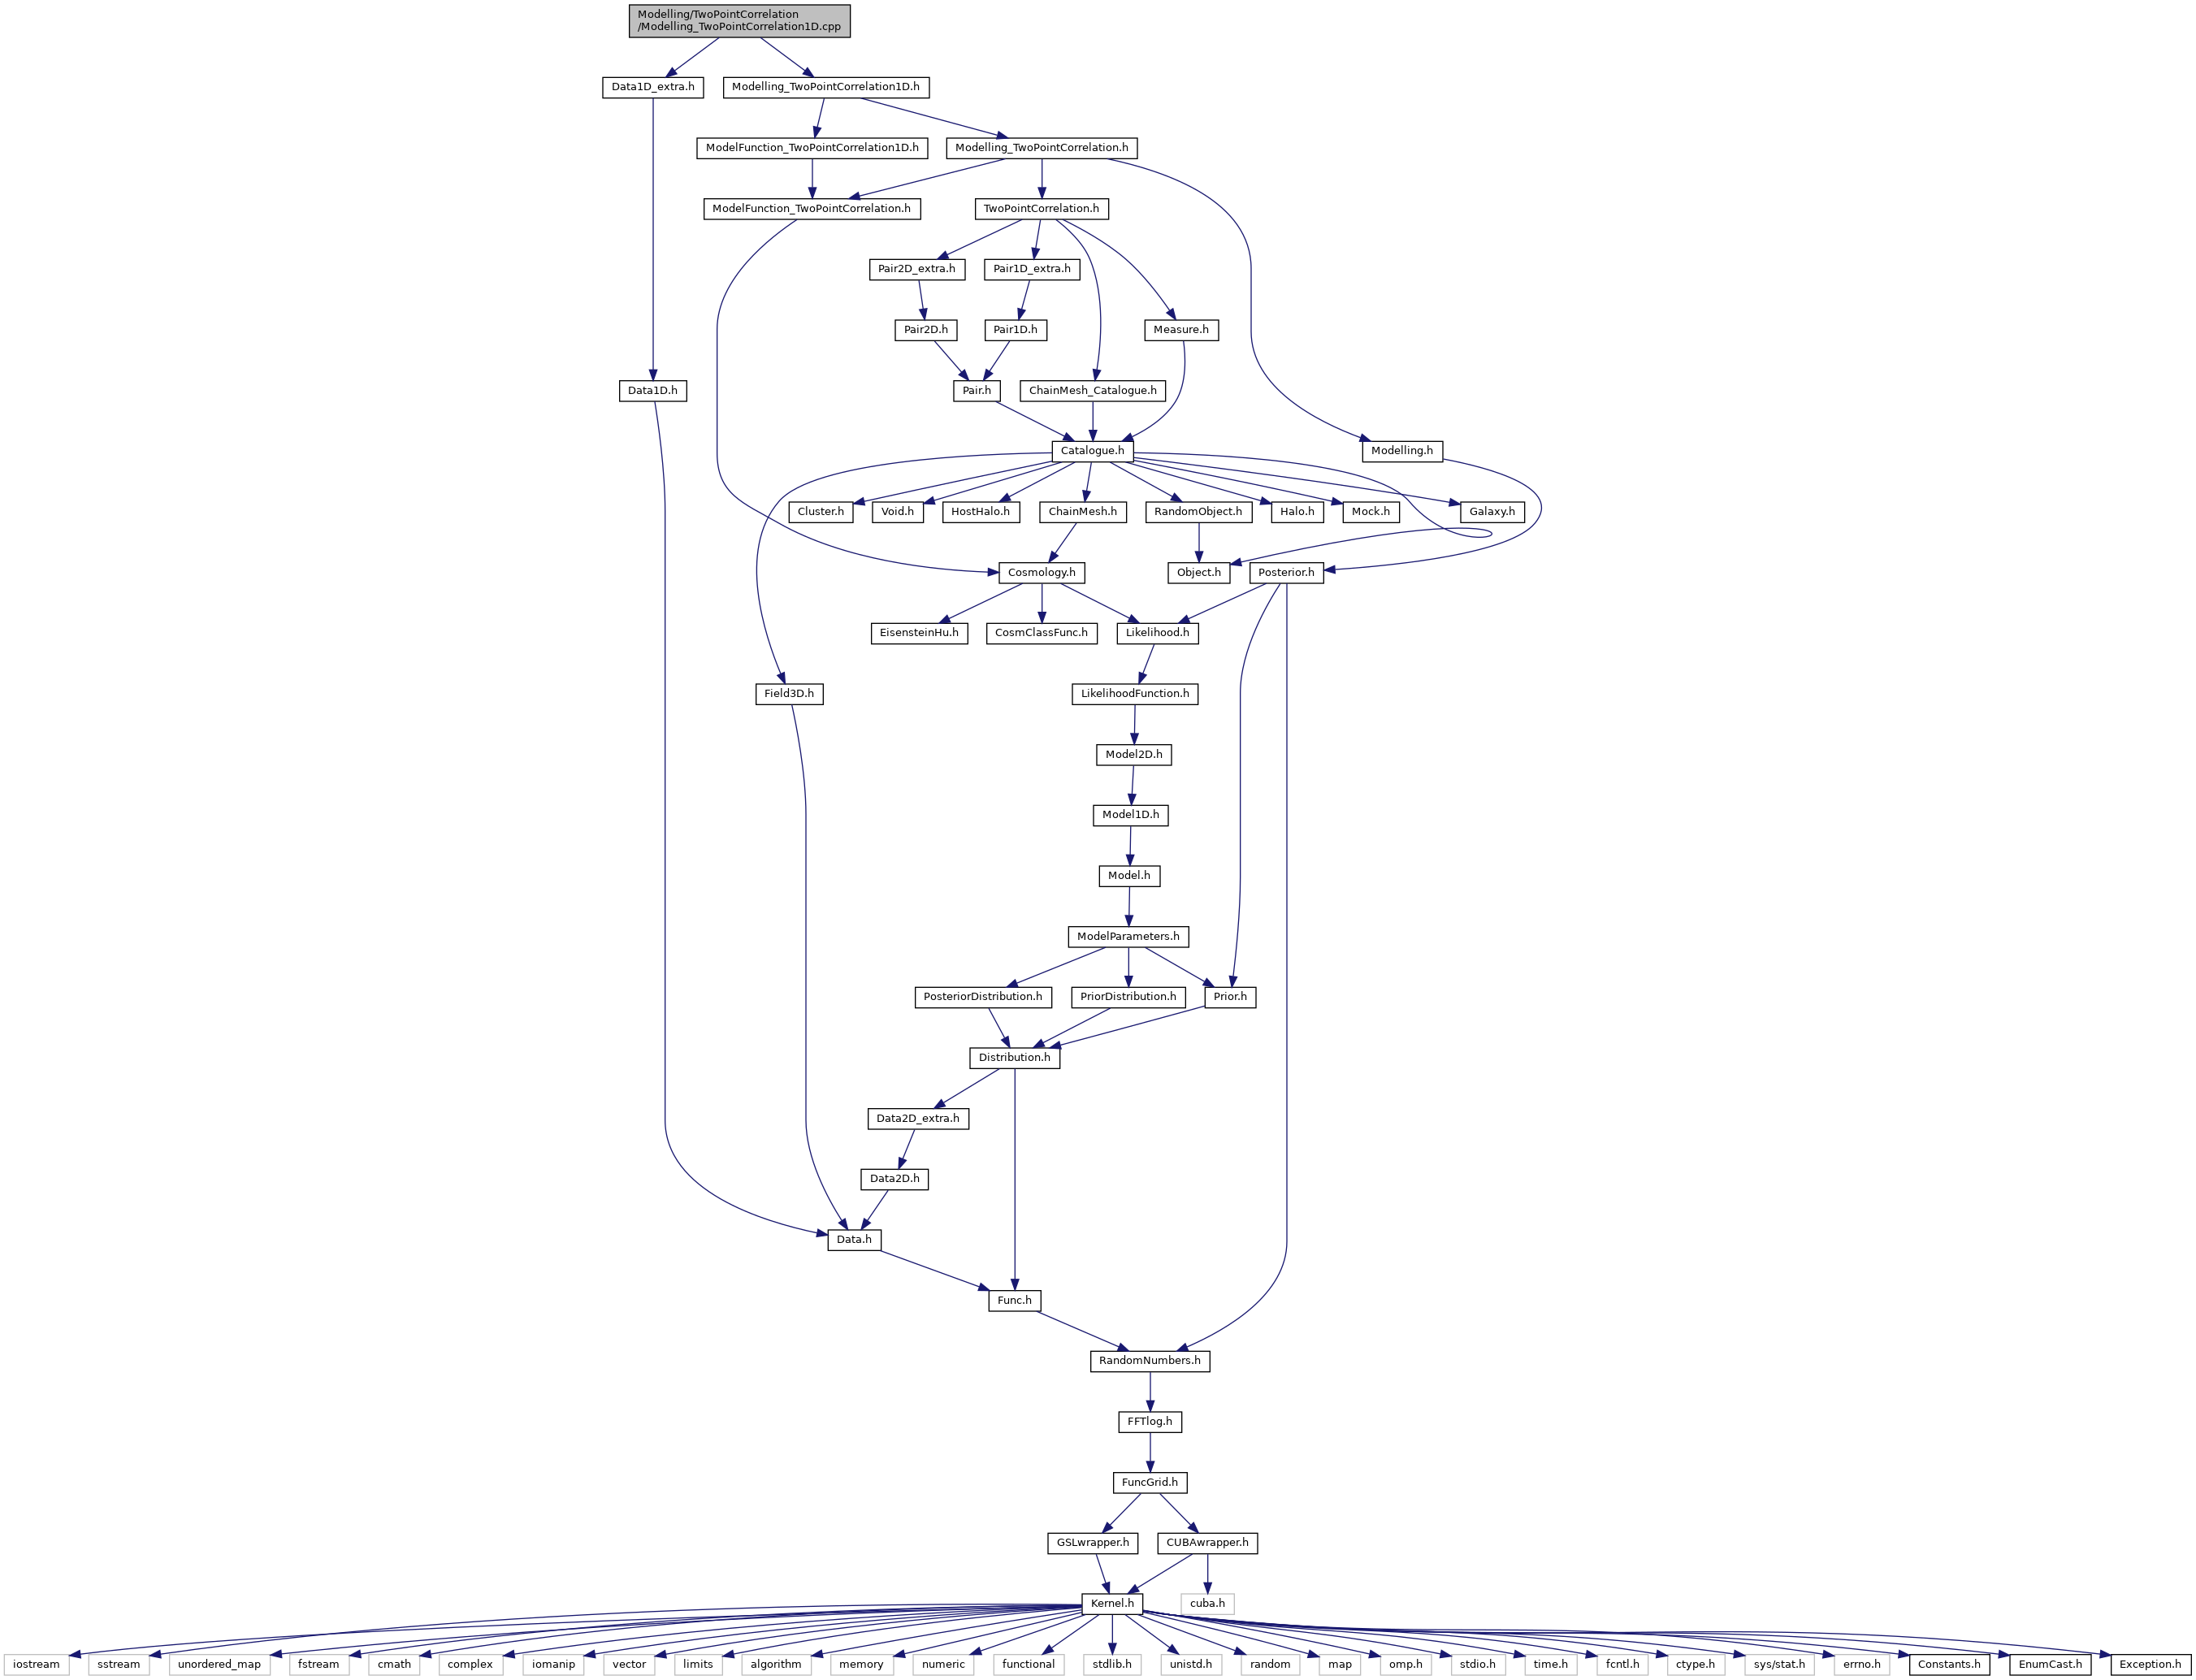 Modelling/TwoPointCorrelation
/Modelling_TwoPointCorrelation1D.cpp
Data1D_extra.h
Modelling_TwoPointCorrelation1D.h
ModelFunction_TwoPointCorrelation1D.h
Modelling_TwoPointCorrelation.h
ModelFunction_TwoPointCorrelation.h
TwoPointCorrelation.h
Pair2D_extra.h
Pair1D_extra.h
Pair2D.h
Pair1D.h
Measure.h
Data1D.h
Pair.h
ChainMesh_Catalogue.h
Catalogue.h
Modelling.h
Cluster.h
Void.h
HostHalo.h
ChainMesh.h
RandomObject.h
Halo.h
Mock.h
Galaxy.h
Cosmology.h
Object.h
Posterior.h
EisensteinHu.h
CosmClassFunc.h
Likelihood.h
Field3D.h
LikelihoodFunction.h
Model2D.h
Model1D.h
Model.h
ModelParameters.h
PosteriorDistribution.h
PriorDistribution.h
Prior.h
Distribution.h
Data2D_extra.h
Data2D.h
Data.h
Func.h
RandomNumbers.h
FFTlog.h
FuncGrid.h
GSLwrapper.h
CUBAwrapper.h
Kernel.h
cuba.h
iostream
sstream
unordered_map
fstream
cmath
complex
iomanip
vector
limits
algorithm
memory
numeric
functional
stdlib.h
unistd.h
random
map
omp.h
stdio.h
time.h
fcntl.h
ctype.h
sys/stat.h
errno.h
Constants.h
EnumCast.h
Exception.h